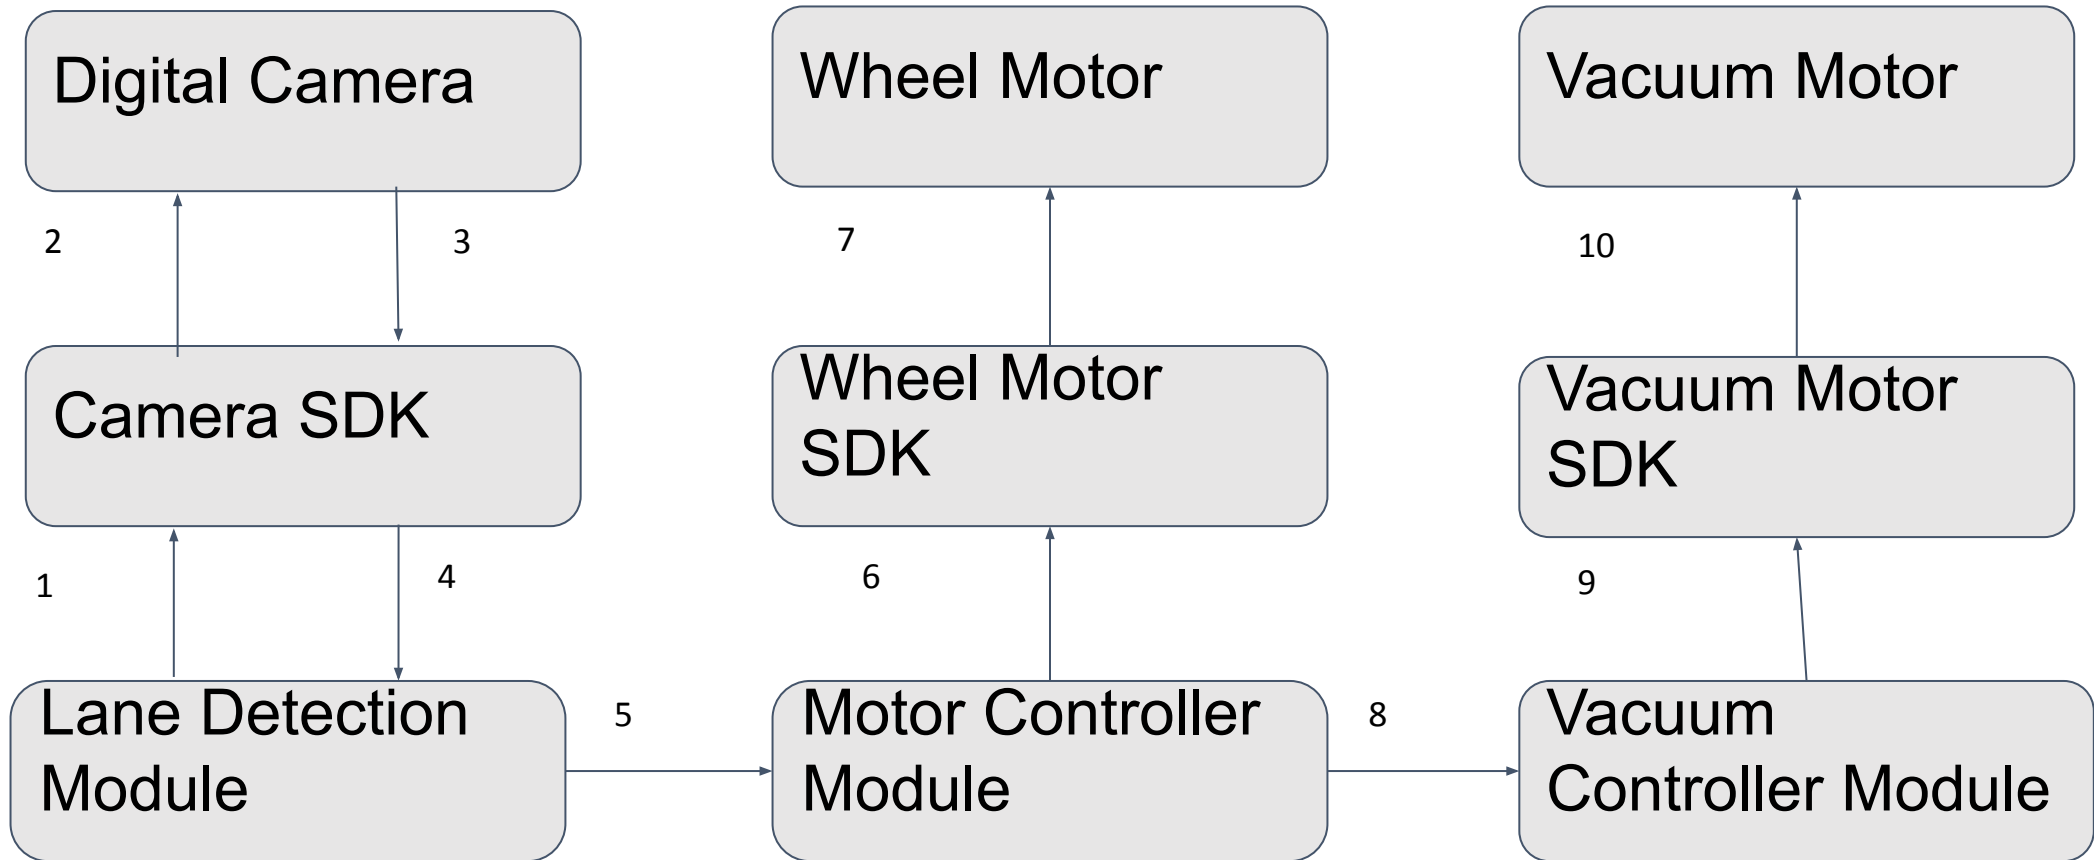 Digital Camera
Wheel Motor
Vacuum Motor
2
3
7
10
Camera SDK
Wheel Motor
SDK
Vacuum Motor
SDK
1
4
6
9
Lane Detection
Module
5
Motor Controller
Module
8
Vacuum
Controller Module